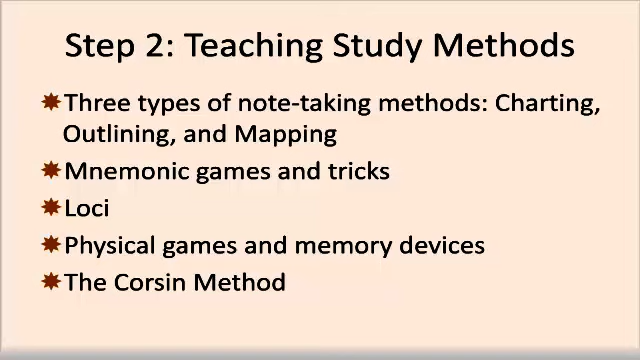 Step 2: Teaching Study Methods
Three types of note-taking methods: Charting,
Outlining, and Mapping
Mnemonic games and tricks
Loci
Physical games and memory devices
The Corsin Method